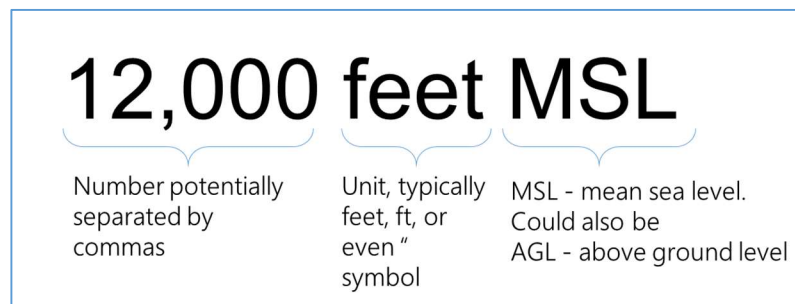 12,000 feet MSL
Number potentially
separated by
commas
Unit, typically
feet, ft, or
even “
symbol
MSL - mean sea level.
Could also be
AGL - above ground level